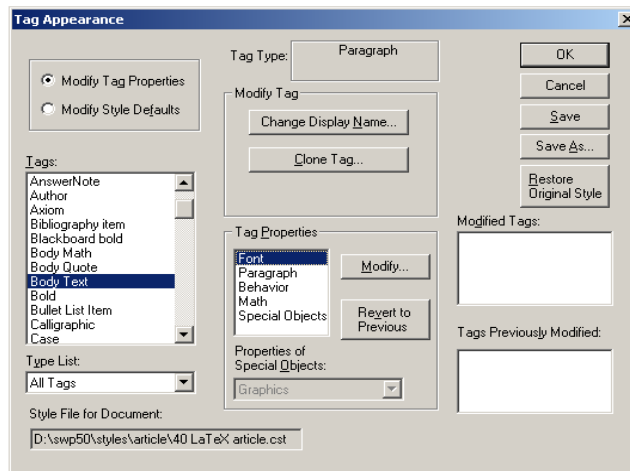 Tag Appearance
Modify Tag Properties
Modify Style Defaults
Tag Type:
Paragraph
Modify Tag
Change Display Name...
Clone Tag...
OK
Cancel
Save
Save As...
Restore
Original Style
Tags:
AnswerNote
Author
Axiom
Bibliography item
Blackboard bold
Body Math
Body Quote
Body Text
Bold
Bullet List Item
Calligraphic
Case
Type List:
All Tags
Tag Properties
Font
Paragraph
Behavior
Math
Special Objects
Modify...
Revert to
Previous
Properties of
Special Objects:
Graphics
Modified Tags:
Tags Previously Modified:
Style File for Document:
D:\swp50\styles\article\40 LaTeX article.cst